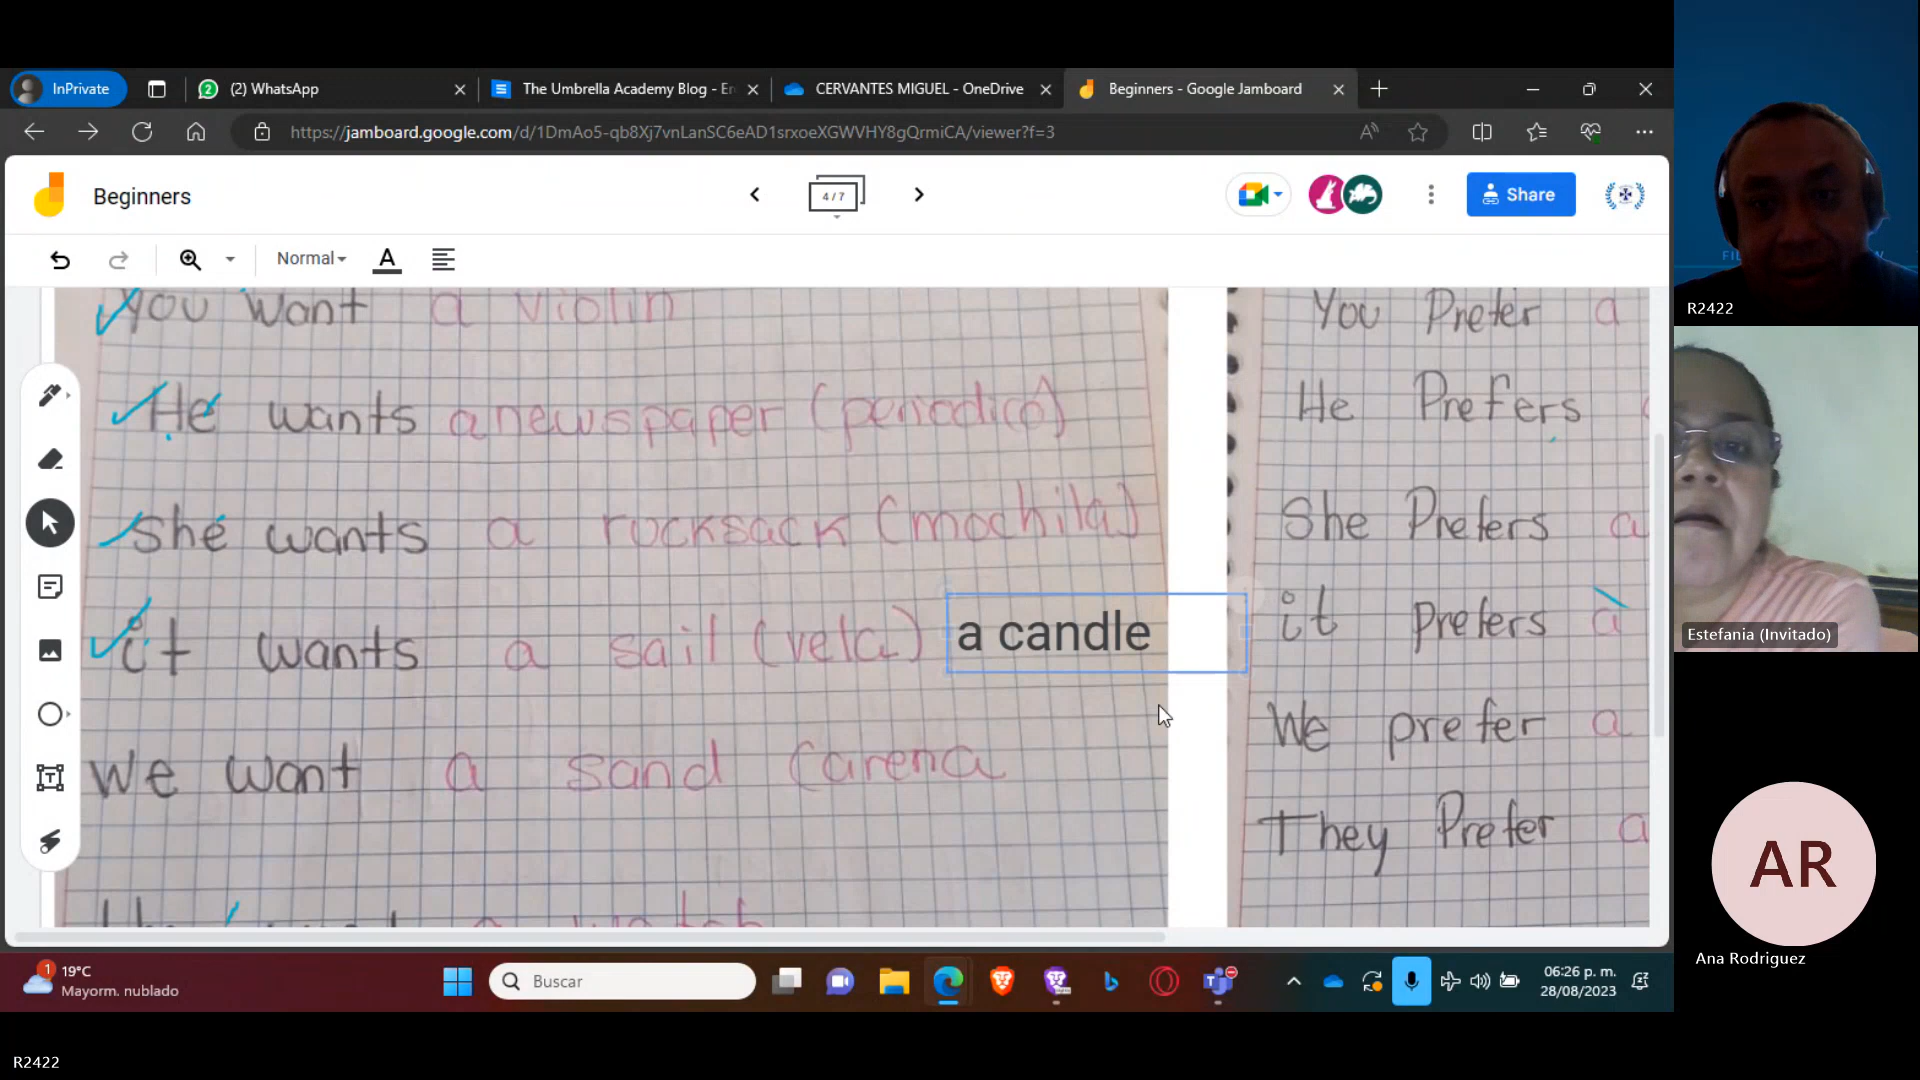 InPrivate
(2) WhatsApp
The Umbrella Academy Blog - En
CERVANTES MIGUEL - OneDrive
Beginners - Google Jamboard
https://jamboard.google.com/d/1DmAo5-qb8Xj7vnLanSC6eAD1srxoeXGWVHY8gQrmiCA/viewer?f=3
Beginners
4/7
Share
Normal
You want a violin
He wants a newspaper (periodico)
She wants a rucksack (mochila)
it wants a sail (vela)
a candle
We want a sand (arena
You Prefer a
He Prefers
She Prefers a
it prefers a
We prefer a
They Prefer a
R2422
Estefania (Invitado)
AR
Ana Rodriguez
1
19°C
Mayorm. nublado
Buscar
06:26 p. m.
28/08/2023
R2422